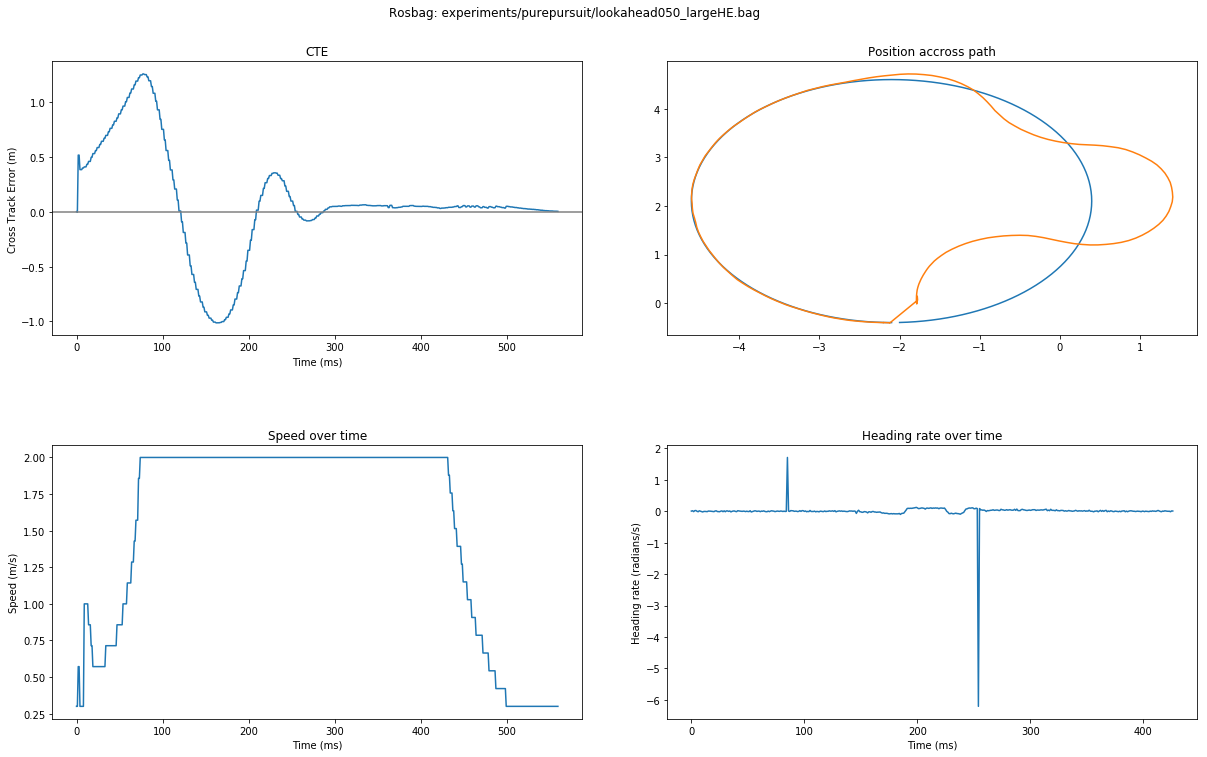 Rosbag: experiments/purepursuit/lookahead050_largeHE.bag
CTE
Cross Track Error (m)
1.0
0.5
0.0
−0.5
−1.0
0 100 200 300 400 500
Time (ms)
Position accross path
4
3
2
1
0
−4 −3 −2 −1 0 1
Speed over time
Speed (m/s)
2.00
1.75
1.50
1.25
1.00
0.75
0.50
0.25
0 100 200 300 400 500
Time (ms)
Heading rate over time
Heading rate (radians/s)
2
1
0
−1
−2
−3
−4
−5
−6
0 100 200 300 400
Time (ms)